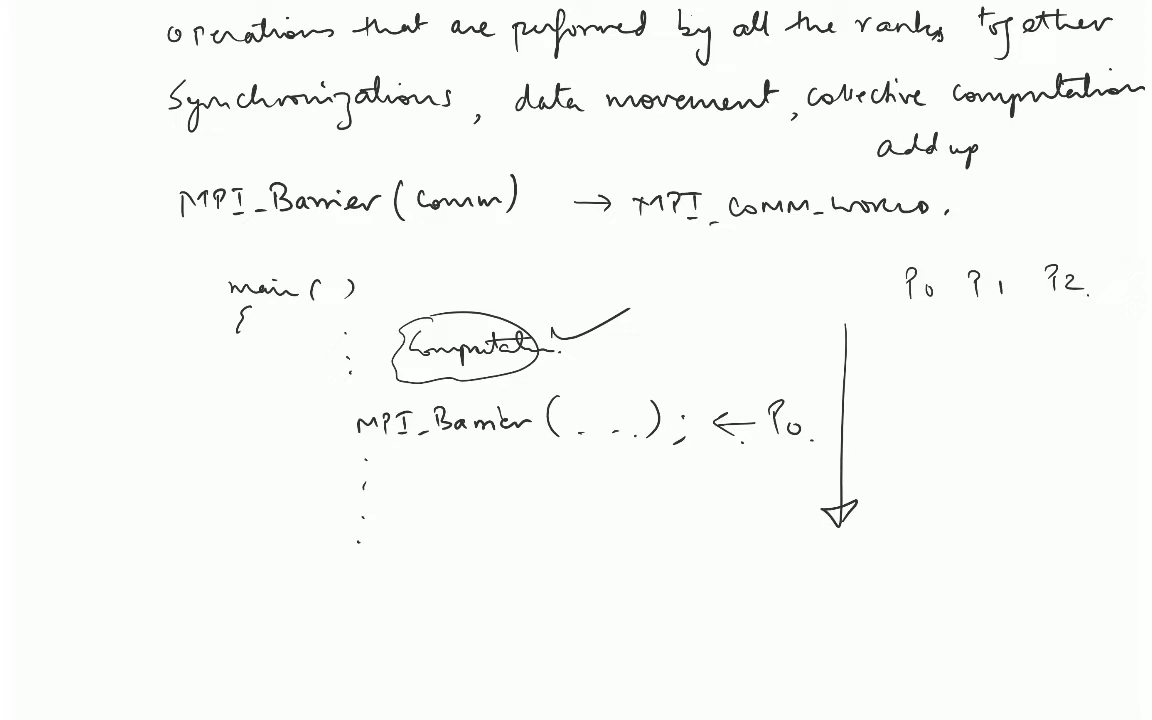 operations that are performed by all the ranks together
Synchronizations, data movement, collective computation
add up
MPI_Barrier (comm) → MPI_COMM_WORLD.
main ( ) P0 P1 P2.
{
Computatn.
MPI_Barrier ( . . . ) ; ← P0.